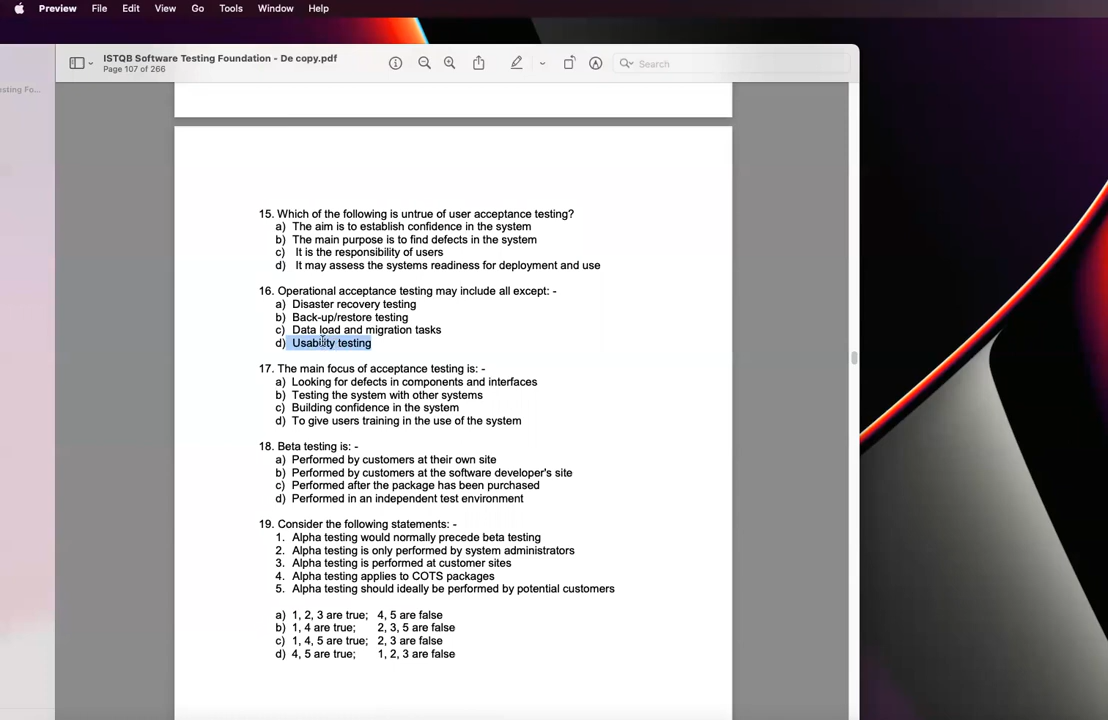 Preview File Edit View Go Tools Window Help
ISTQB Software Testing Foundation - De copy.pdf
Page 107 of 266
Search
esting Fo...
15. Which of the following is untrue of user acceptance testing?
a) The aim is to establish confidence in the system
b) The main purpose is to find defects in the system
c) It is the responsibility of users
d) It may assess the systems readiness for deployment and use
16. Operational acceptance testing may include all except: -
a) Disaster recovery testing
b) Back-up/restore testing
c) Data load and migration tasks
d) Usability testing
17. The main focus of acceptance testing is: -
a) Looking for defects in components and interfaces
b) Testing the system with other systems
c) Building confidence in the system
d) To give users training in the use of the system
18. Beta testing is: -
a) Performed by customers at their own site
b) Performed by customers at the software developer's site
c) Performed after the package has been purchased
d) Performed in an independent test environment
19. Consider the following statements: -
1. Alpha testing would normally precede beta testing
2. Alpha testing is only performed by system administrators
3. Alpha testing is performed at customer sites
4. Alpha testing applies to COTS packages
5. Alpha testing should ideally be performed by potential customers
a) 1, 2, 3 are true; 4, 5 are false
b) 1, 4 are true; 2, 3, 5 are false
c) 1, 4, 5 are true; 2, 3 are false
d) 4, 5 are true; 1, 2, 3 are false